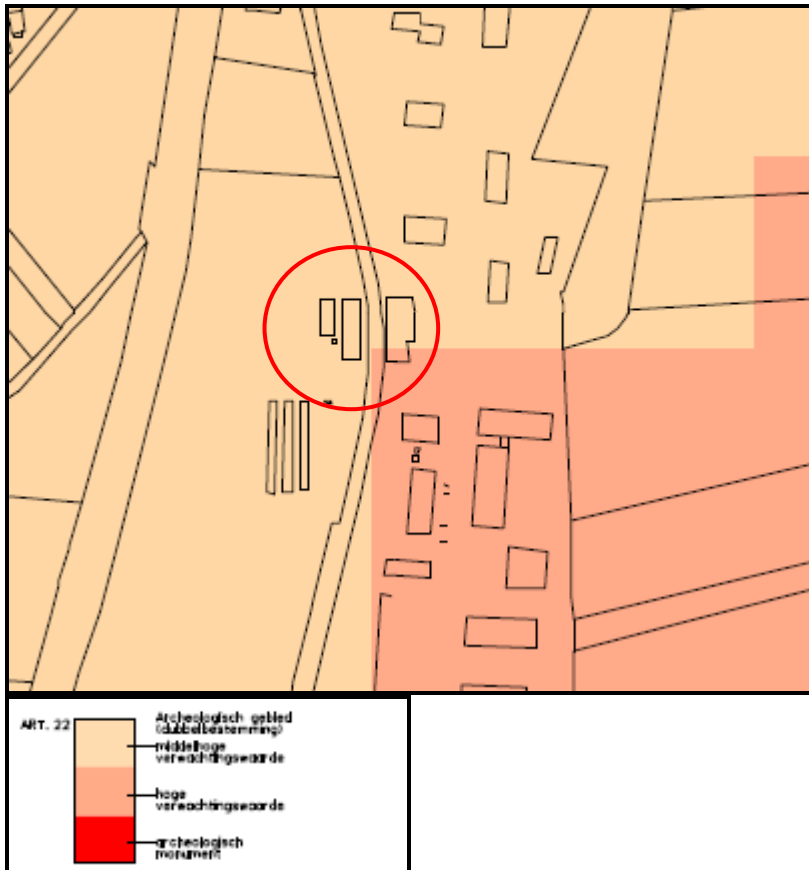 ART. 22
Archeologisch gebied
(dubbelbestemming)
middelhoge
verwachtingswaarde
hoge
verwachtingswaarde
archeologisch
monument